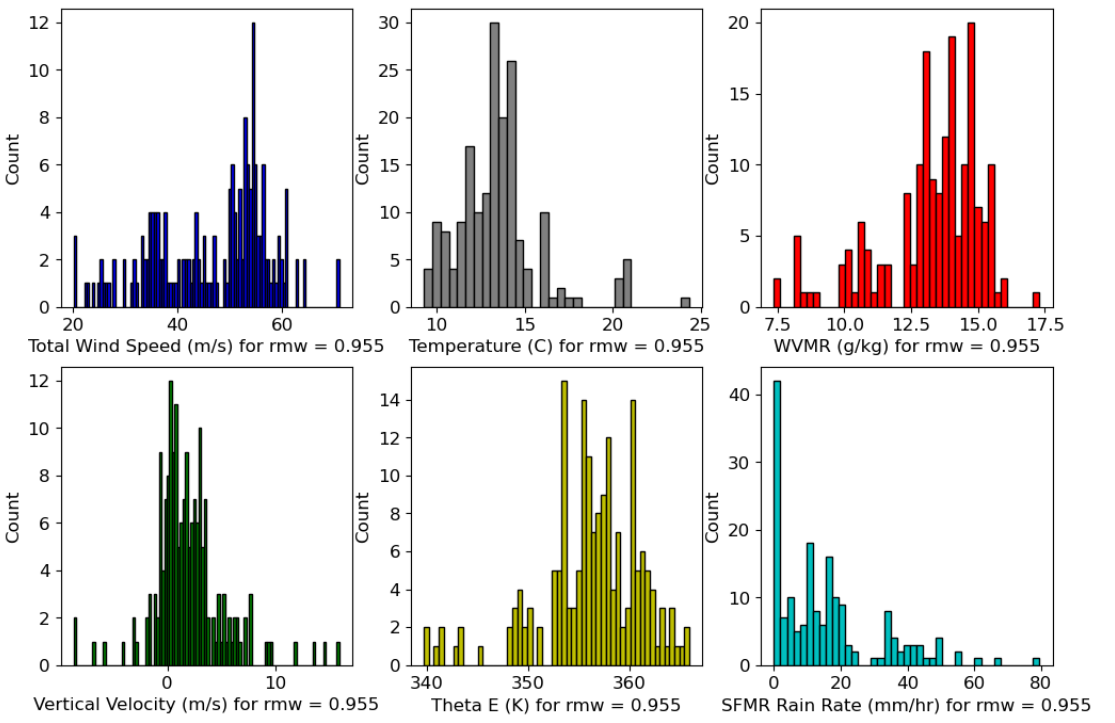 12
10
8
6
4
2
0
Count
20 40 60
Total Wind Speed (m/s) for rmw = 0.955
30
25
20
15
10
5
0
Count
10 15 20 25
Temperature (C) for rmw = 0.955
20
15
10
5
0
Count
7.5 10.0 12.5 15.0 17.5
WVMR (g/kg) for rmw = 0.955
12
10
8
6
4
2
0
Count
0 10
Vertical Velocity (m/s) for rmw = 0.955
14
12
10
8
6
4
2
0
Count
340 350 360
Theta E (K) for rmw = 0.955
40
30
20
10
0
Count
0 20 40 60 80
SFMR Rain Rate (mm/hr) for rmw = 0.955